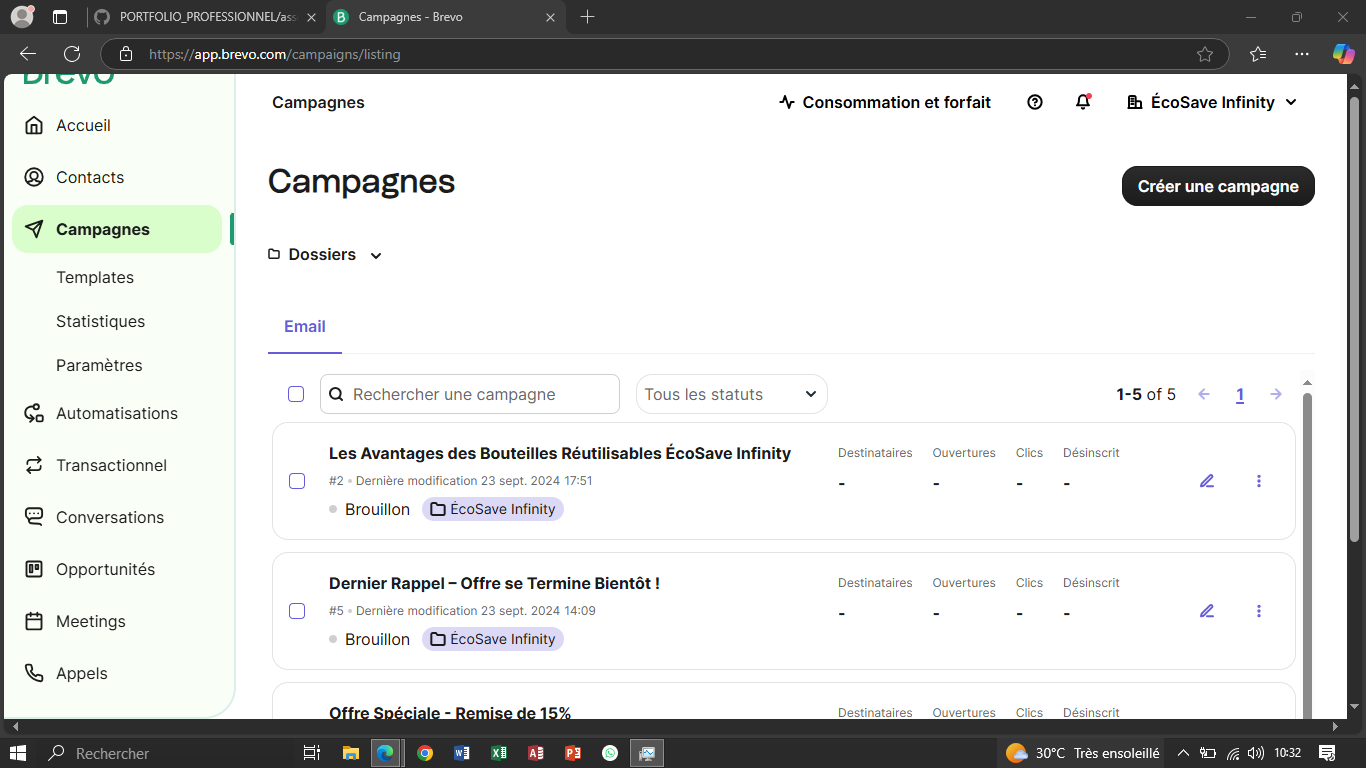 PORTFOLIO_PROFESSIONNEL/ass
Campagnes - Brevo
https://app.brevo.com/campaigns/listing
Brevo
Accueil
Contacts
Campagnes
Templates
Statistiques
Paramètres
Automatisations
Transactionnel
Conversations
Opportunités
Meetings
Appels
Campagnes
Consommation et forfait
ÉcoSave Infinity
Campagnes
Créer une campagne
Dossiers
Email
Rechercher une campagne
Tous les statuts
1-5 of 5
1
Les Avantages des Bouteilles Réutilisables ÉcoSave Infinity
#2 • Dernière modification 23 sept. 2024 17:51
Brouillon ÉcoSave Infinity
Destinataires Ouvertures Clics Désinscrit
- - - -
Dernier Rappel – Offre se Termine Bientôt !
#5 • Dernière modification 23 sept. 2024 14:09
Brouillon ÉcoSave Infinity
Destinataires Ouvertures Clics Désinscrit
- - - -
Offre Spéciale - Remise de 15%
Destinataires Ouvertures Clics Désinscrit
Rechercher
30°C Très ensoleillé
10:32